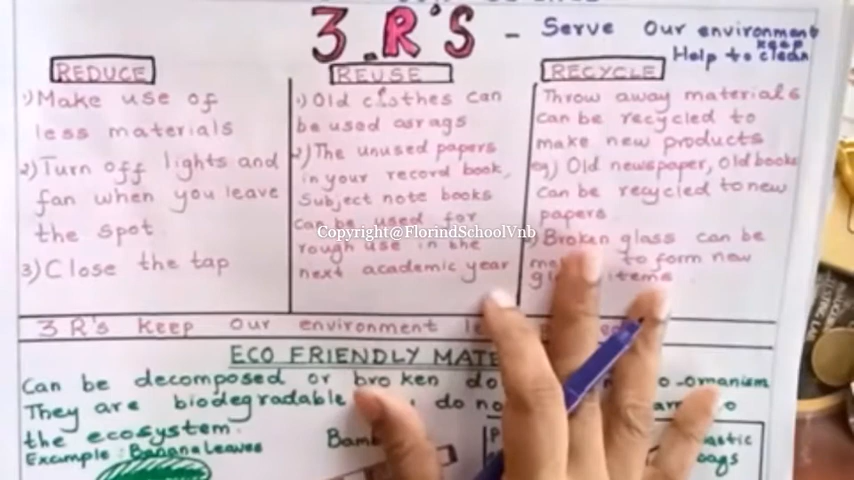 3.R'S - Serve Our environment
Help to keep clean
REDUCE
1) Make use of
less materials
2) Turn off lights and
fan when you leave
the spot.
3) Close the tap
REUSE
1) Old clothes can
be used as rags
2) The unused papers
in your record book,
Subject note books
Can be used for
rough use in the
next academic year
RECYCLE
Throw away materials
can be recycled to
make new products
eg) Old newspaper, Old books
can be recycled to new
papers
Broken glass can be
to form new
items
Copyright@FlorindSchoolVnb
3 R's Keep Our environment
ECO FRIENDLY
Can be decomposed or broken
They are biodegradable
the ecosystem.
Example: Banana Leaves